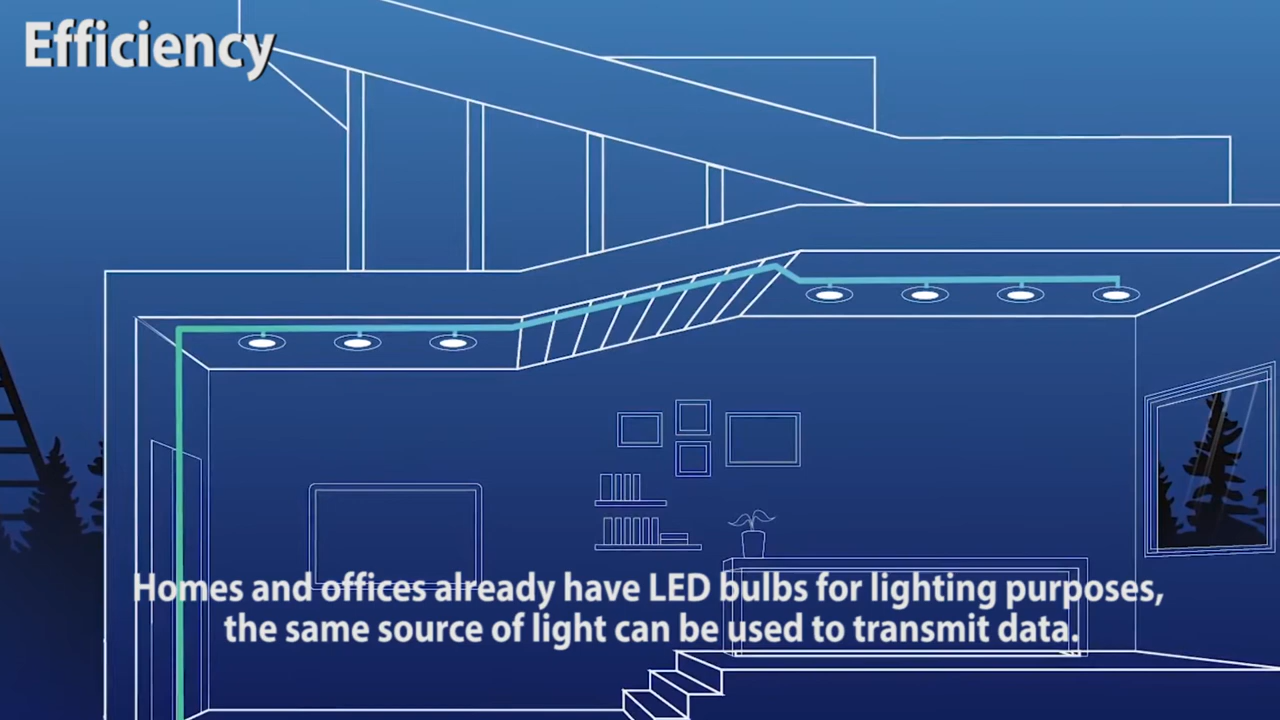 Efficiency
Homes and offices already have LED bulbs for lighting purposes,
the same source of light can be used to transmit data.